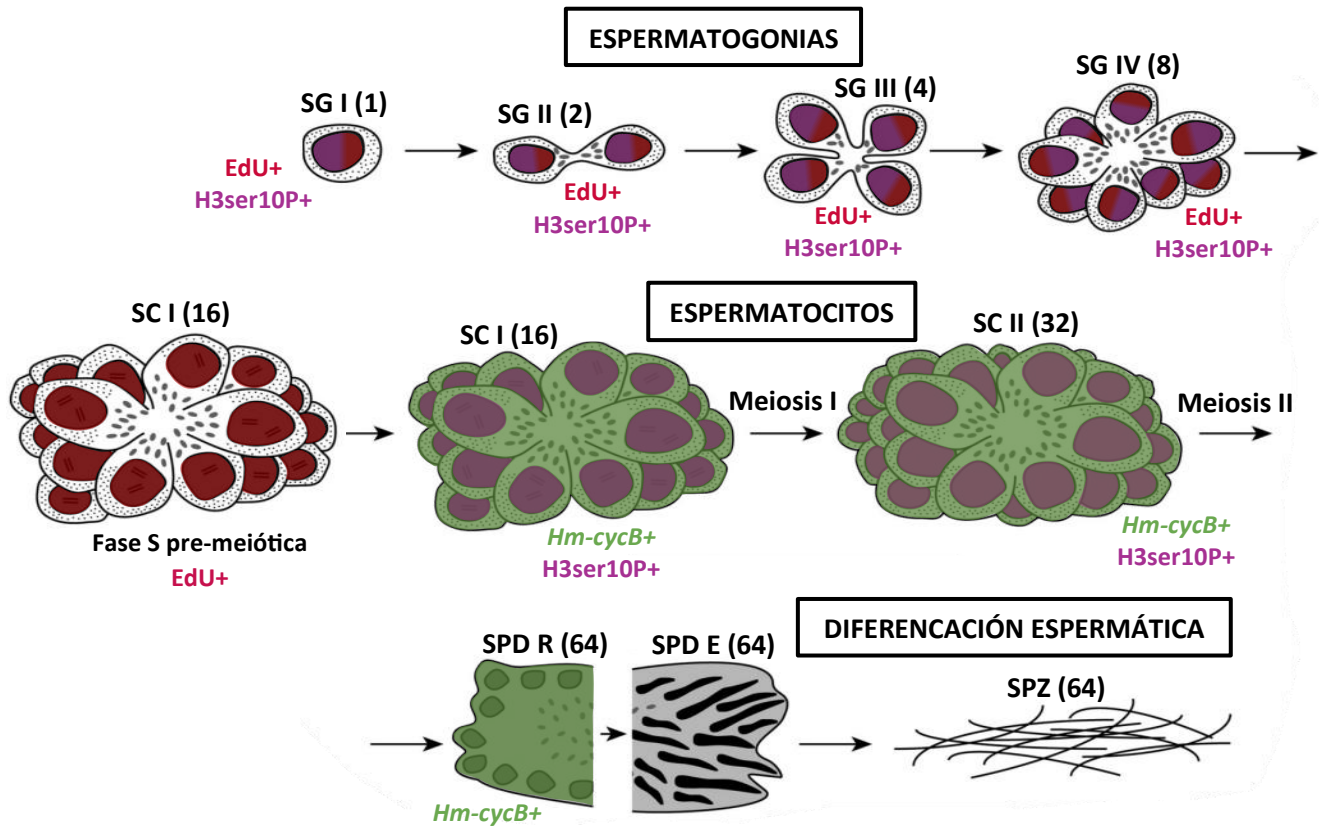 ESPERMATOGONIAS
SG I (1)
SG II (2)
SG III (4)
SG IV (8)
EdU+
H3ser10P+
EdU+
H3ser10P+
EdU+
H3ser10P+
EdU+
H3ser10P+
ESPERMATOCITOS
SC I (16)
SC I (16)
SC II (32)
Meiosis I
Meiosis II
Fase S pre-meiótica
EdU+
Hm-cycB+
H3ser10P+
Hm-cycB+
H3ser10P+
DIFERENCACIÓN ESPERMÁTICA
SPD R (64)
SPD E (64)
SPZ (64)
Hm-cycB+